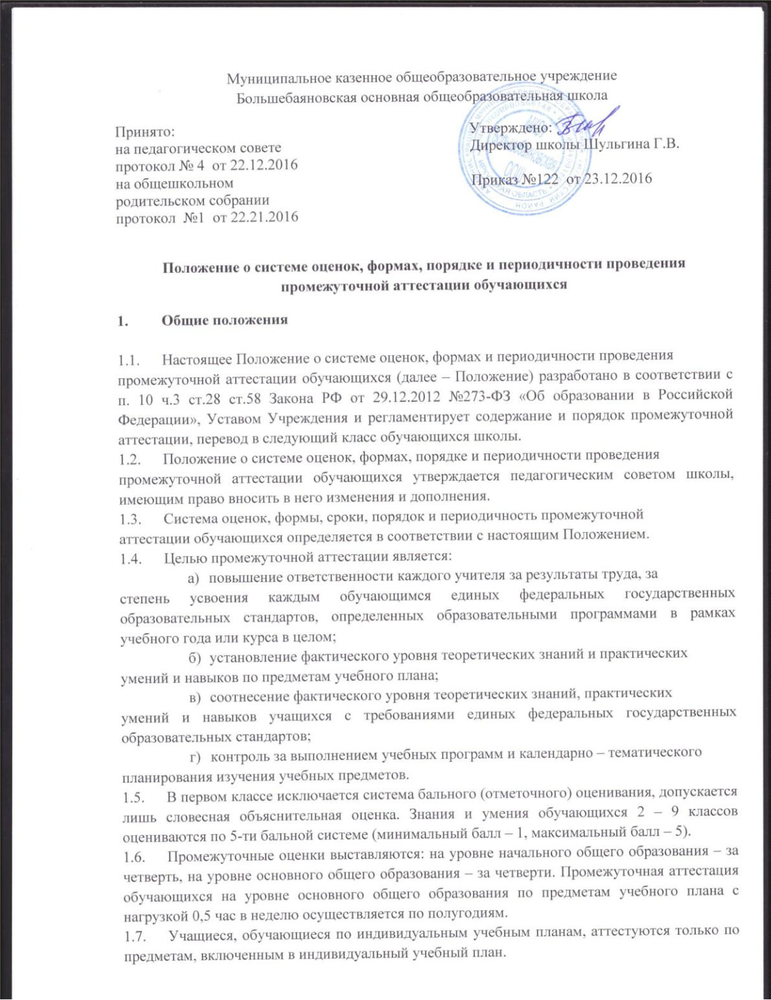 Муниципальное казенное общеобразовательное учреждение
Большебаяновская основная общеобразовательная школа
Принято:
на педагогическом совете
протокол № 4 от 22.12.2016
на общешкольном
родительском собрании
протокол №1 от 22.21.2016
Утверждено:
Директор школы Шульгина Г.В.
Приказ №122 от 23.12.2016
Положение о системе оценок, формах, порядке и периодичности проведения
промежуточной аттестации обучающихся
1. Общие положения
1.1. Настоящее Положение о системе оценок, формах и периодичности проведения
промежуточной аттестации обучающихся (далее – Положение) разработано в соответствии с
п. 10 ч.3 ст.28 ст.58 Закона РФ от 29.12.2012 №273-ФЗ «Об образовании в Российской
Федерации», Уставом Учреждения и регламентирует содержание и порядок промежуточной
аттестации, перевод в следующий класс обучающихся школы.
1.2. Положение о системе оценок, формах, порядке и периодичности проведения
промежуточной аттестации обучающихся утверждается педагогическим советом школы,
имеющим право вносить в него изменения и дополнения.
1.3. Система оценок, формы, сроки, порядок и периодичность промежуточной
аттестации обучающихся определяется в соответствии с настоящим Положением.
1.4. Целью промежуточной аттестации является:
а) повышение ответственности каждого учителя за результаты труда, за
степень усвоения каждым обучающимся единых федеральных государственных
образовательных стандартов, определенных образовательными программами в рамках
учебного года или курса в целом;
б) установление фактического уровня теоретических знаний и практических
умений и навыков по предметам учебного плана;
в) соотнесение фактического уровня теоретических знаний, практических
умений и навыков учащихся с требованиями единых федеральных государственных
образовательных стандартов;
г) контроль за выполнением учебных программ и календарно – тематического
планирования изучения учебных предметов.
1.5. В первом классе исключается система бального (отметочного) оценивания, допускается
лишь словесная объяснительная оценка. Знания и умения обучающихся 2 – 9 классов
оцениваются по 5-ти бальной системе (минимальный балл – 1, максимальный балл – 5).
1.6. Промежуточные оценки выставляются: на уровне начального общего образования – за
четверть, на уровне основного общего образования – за четверти. Промежуточная аттестация
обучающихся на уровне основного общего образования по предметам учебного плана с
нагрузкой 0,5 час в неделю осуществляется по полугодиям.
1.7. Учащиеся, обучающиеся по индивидуальным учебным планам, аттестуются только по
предметам, включенным в индивидуальный учебный план.